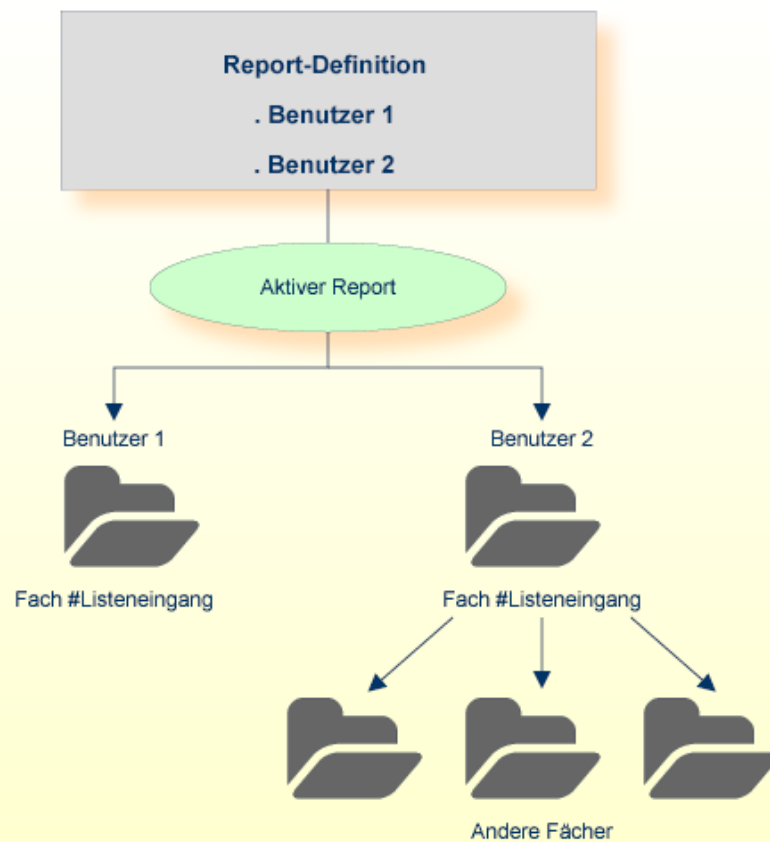 Report-Definition
. Benutzer 1
. Benutzer 2
Aktiver Report
Benutzer 1
Benutzer 2
Fach #Listeneingang
Fach #Listeneingang
Andere Fächer